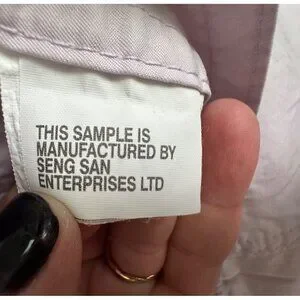 THIS SAMPLE IS
MANUFACTURED BY
SENG SAN
ENTERPRISES LTD